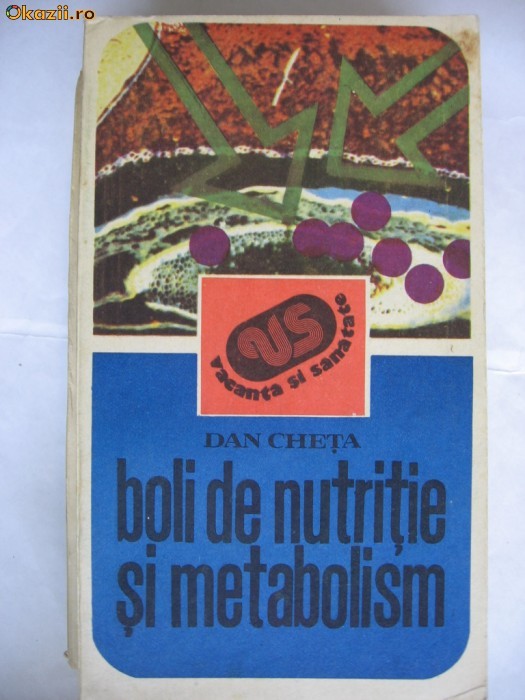 Okazii.ro
VS
vacanta si sanatate
DAN CHEȚA
boli de nutriție
și metabolism